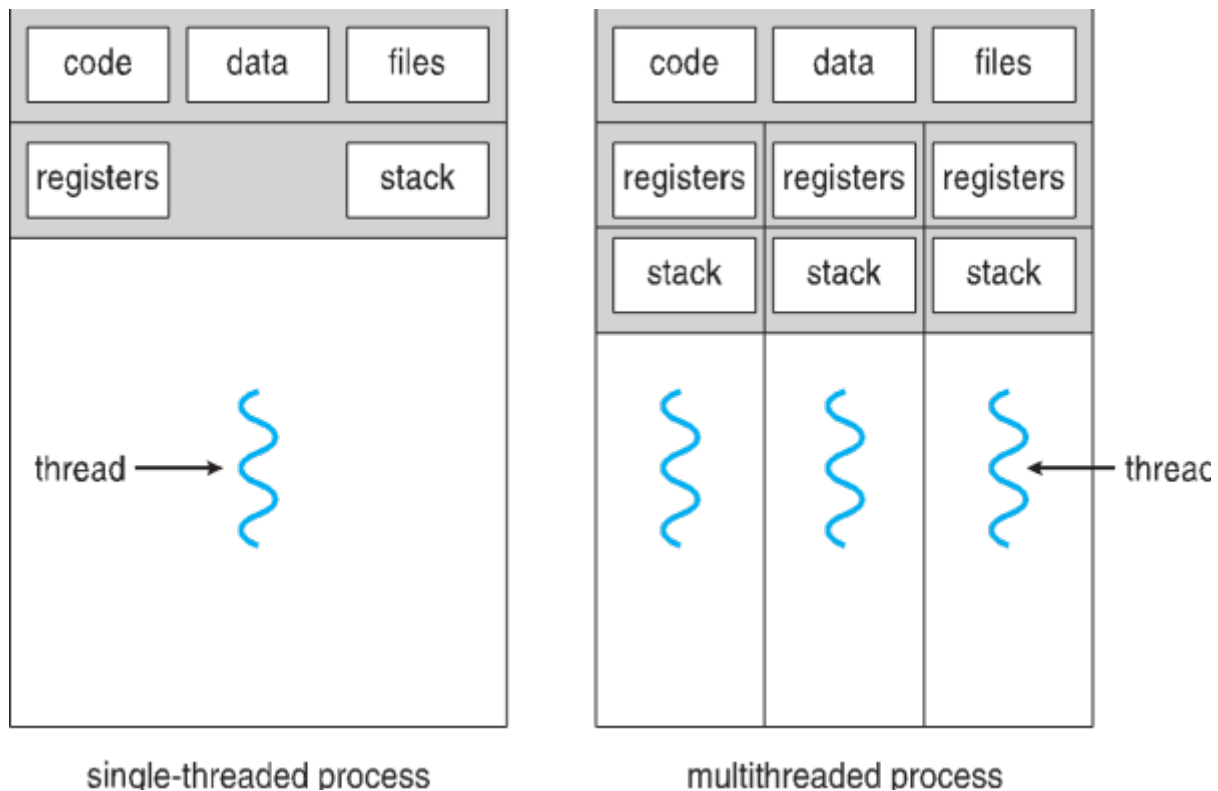 code data files code data files
registers stack registers registers registers
stack stack stack
thread thread
single-threaded process multithreaded process